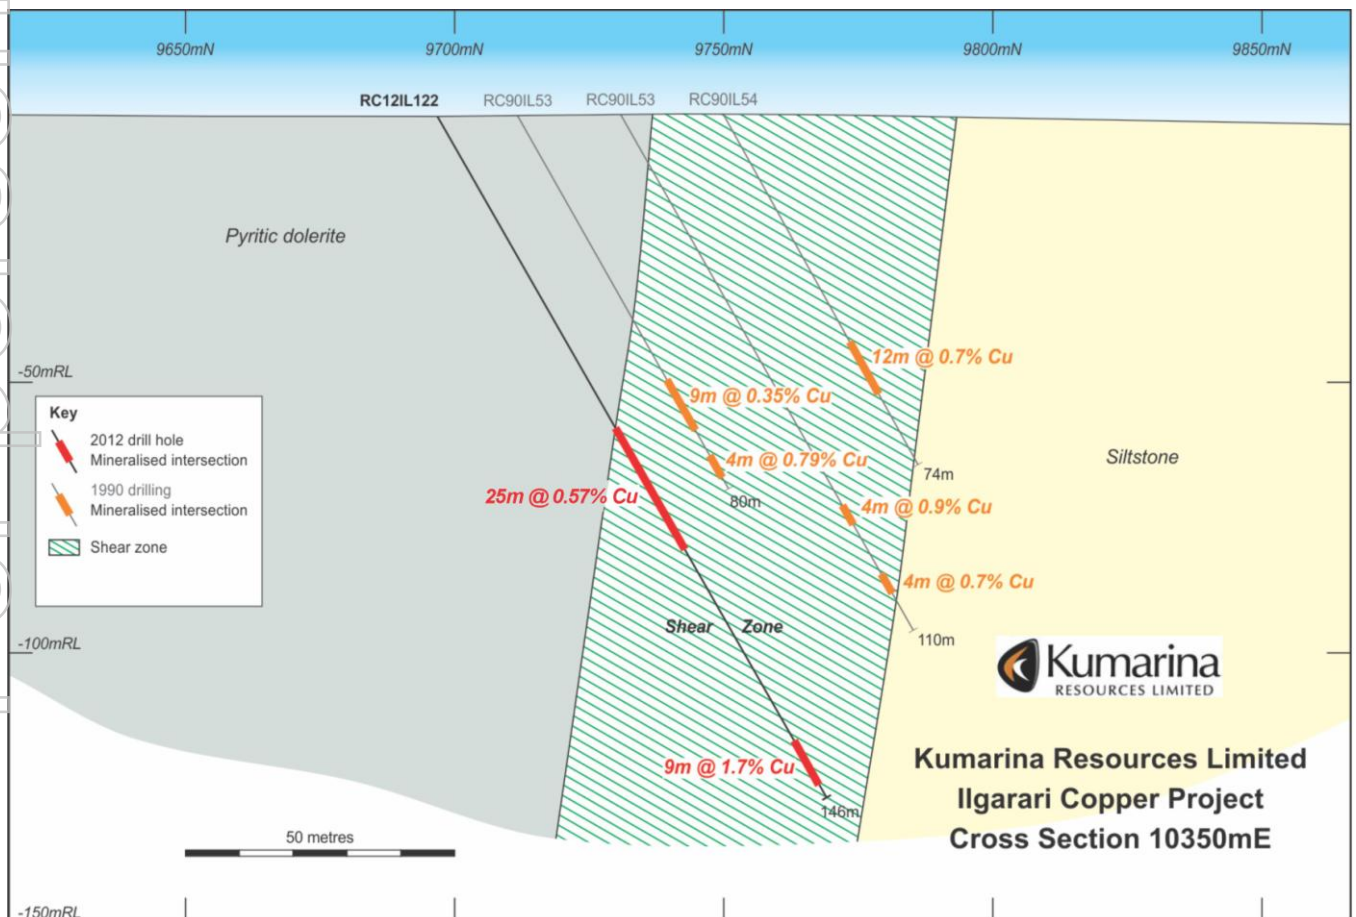 9650mN
9700mN
9750mN
9800mN
9850mN
RC12IL122
RC90IL53
RC90IL53
RC90IL54
Pyritic dolerite
-50mRL
12m @ 0.7% Cu
9m @ 0.35% Cu
Key
2012 drill hole
Mineralised intersection
1990 drilling
Mineralised intersection
Shear zone
4m @ 0.79% Cu
Siltstone
74m
25m @ 0.57% Cu
80m
4m @ 0.9% Cu
4m @ 0.7% Cu
Shear Zone
110m
-100mRL
Kumarina
RESOURCES LIMITED
9m @ 1.7% Cu
146m
Kumarina Resources Limited
Ilgarari Copper Project
Cross Section 10350mE
50 metres
-150mRL